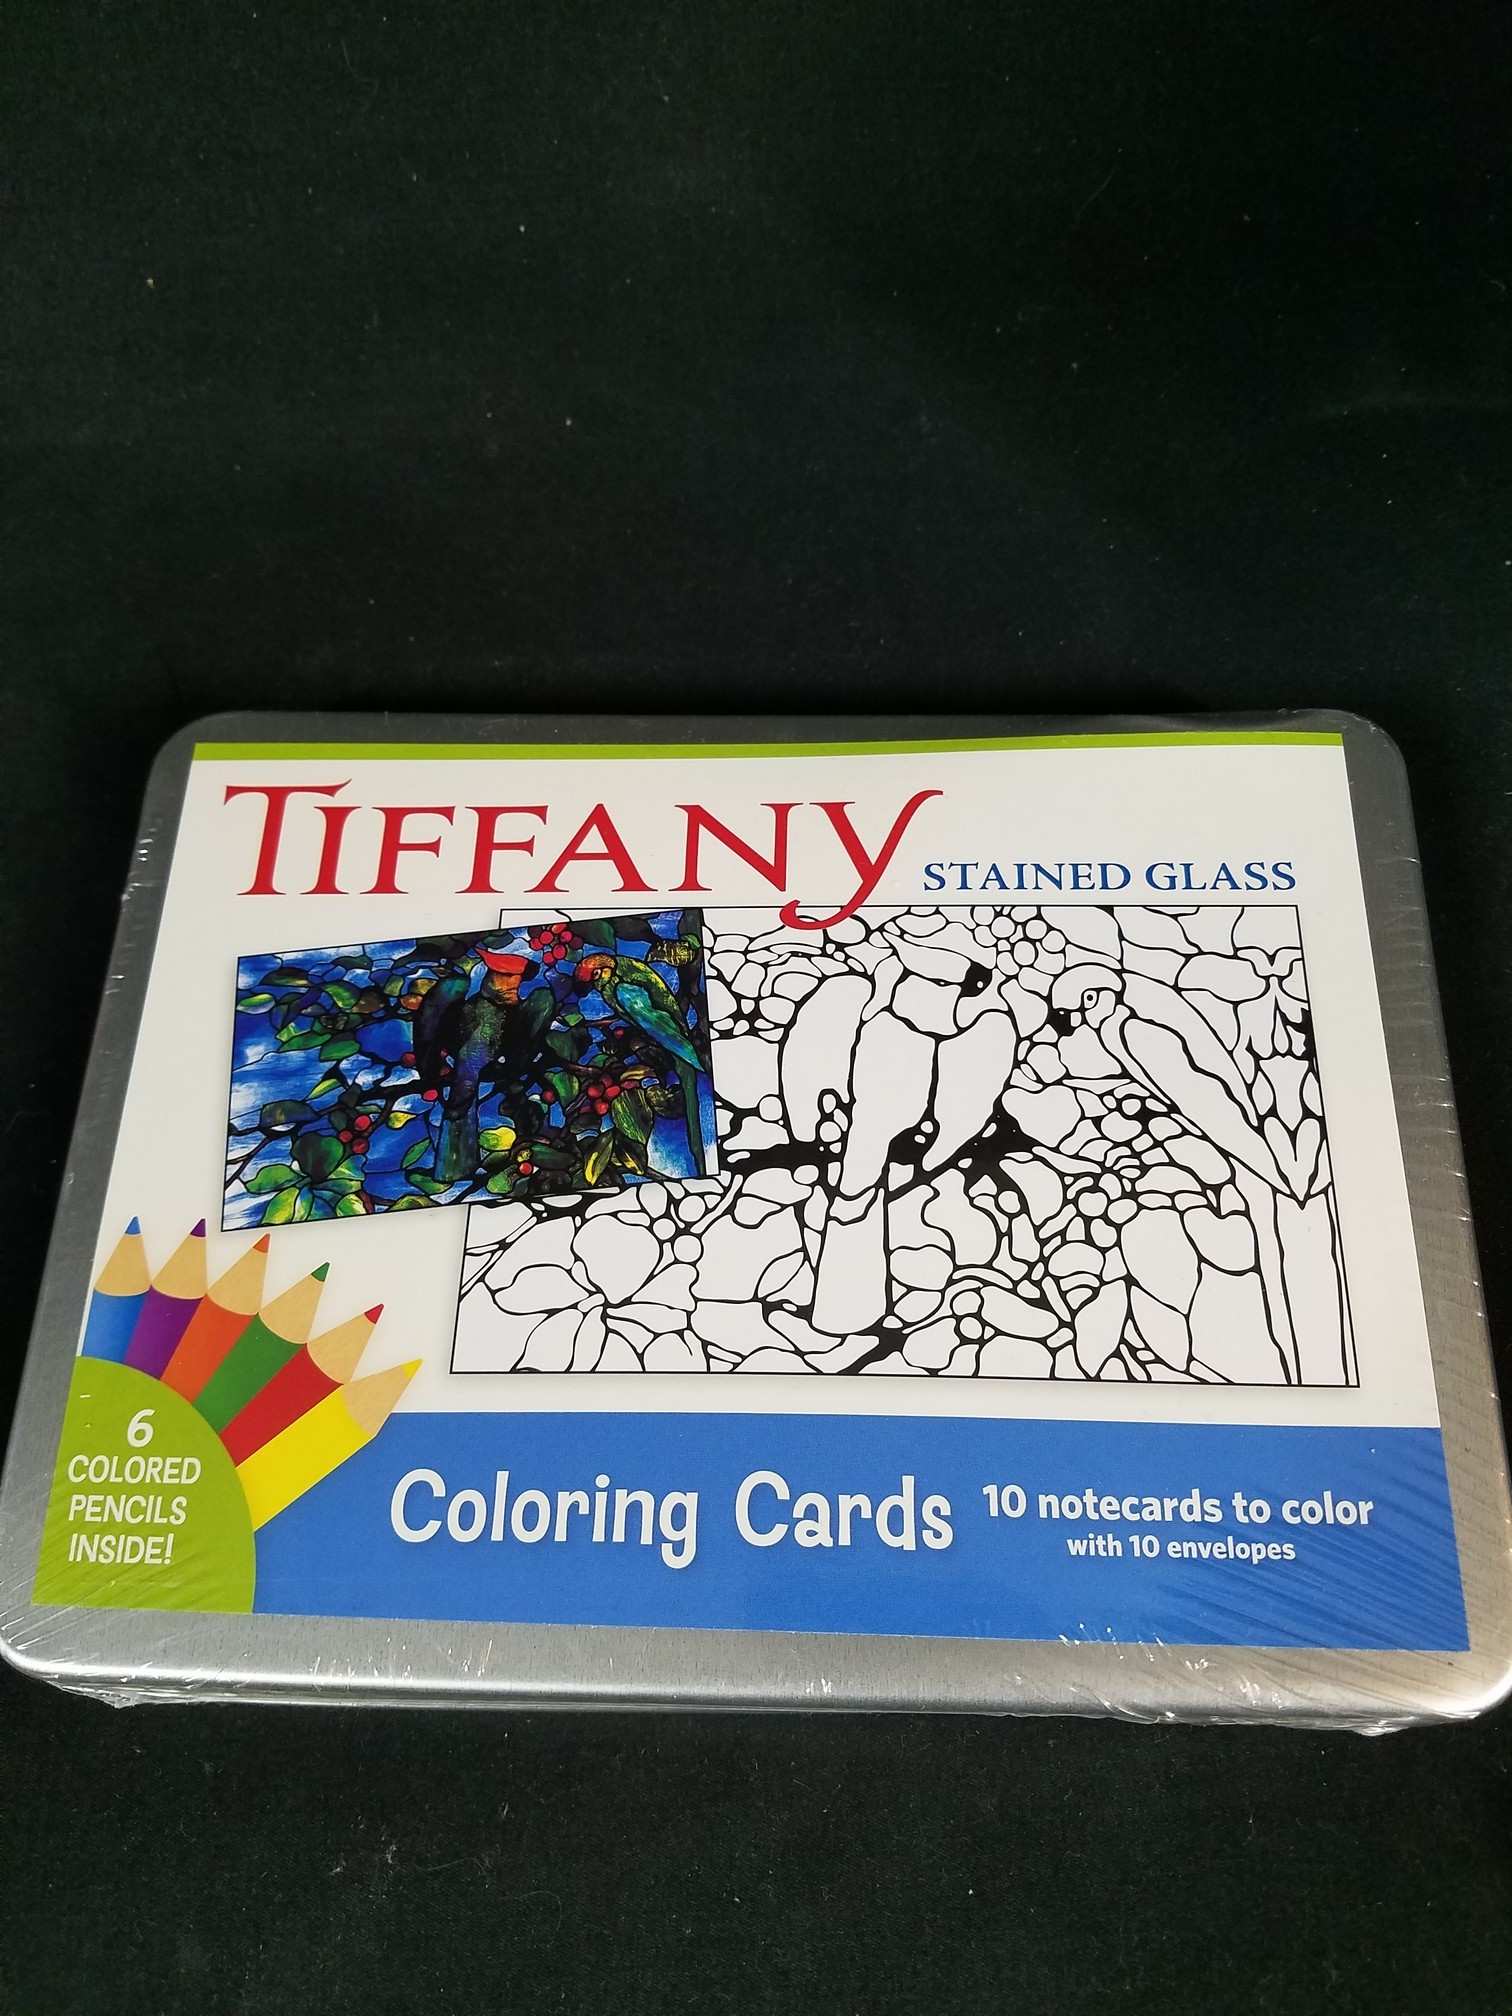 TIFFANY STAINED GLASS
6
COLORED
PENCILS
INSIDE!
Coloring Cards
10 notecards to color
with 10 envelopes